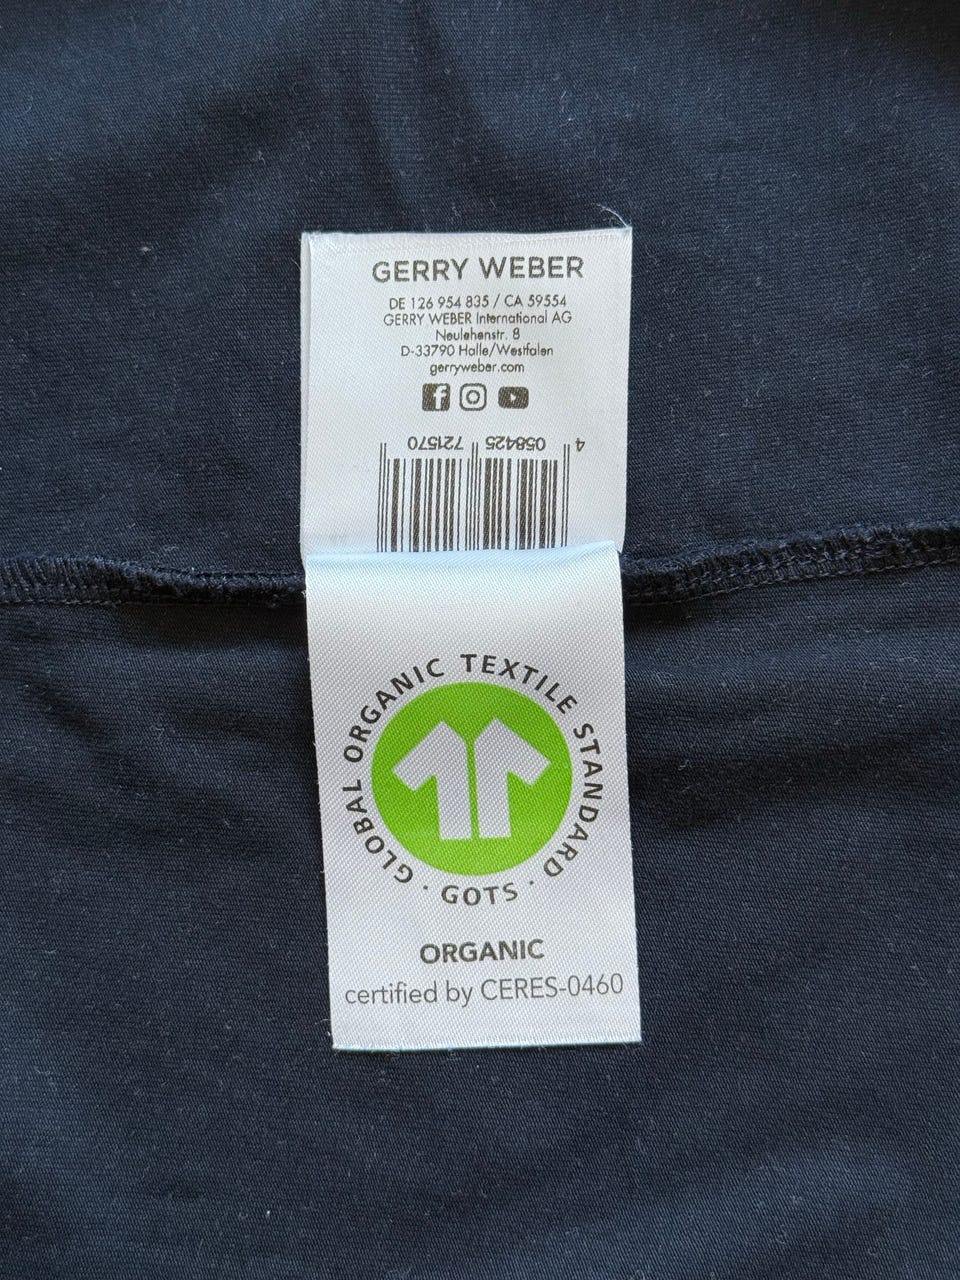 GERRY WEBER
DE 126 954 835 / CA 59554
GERRY WEBER International AG
Neulehenstr. 8
D-33790 Halle/Westfalen
gerryweber.com
4 058425 721570
GLOBAL ORGANIC TEXTILE STANDARD · GOTS ·
ORGANIC
certified by CERES-0460